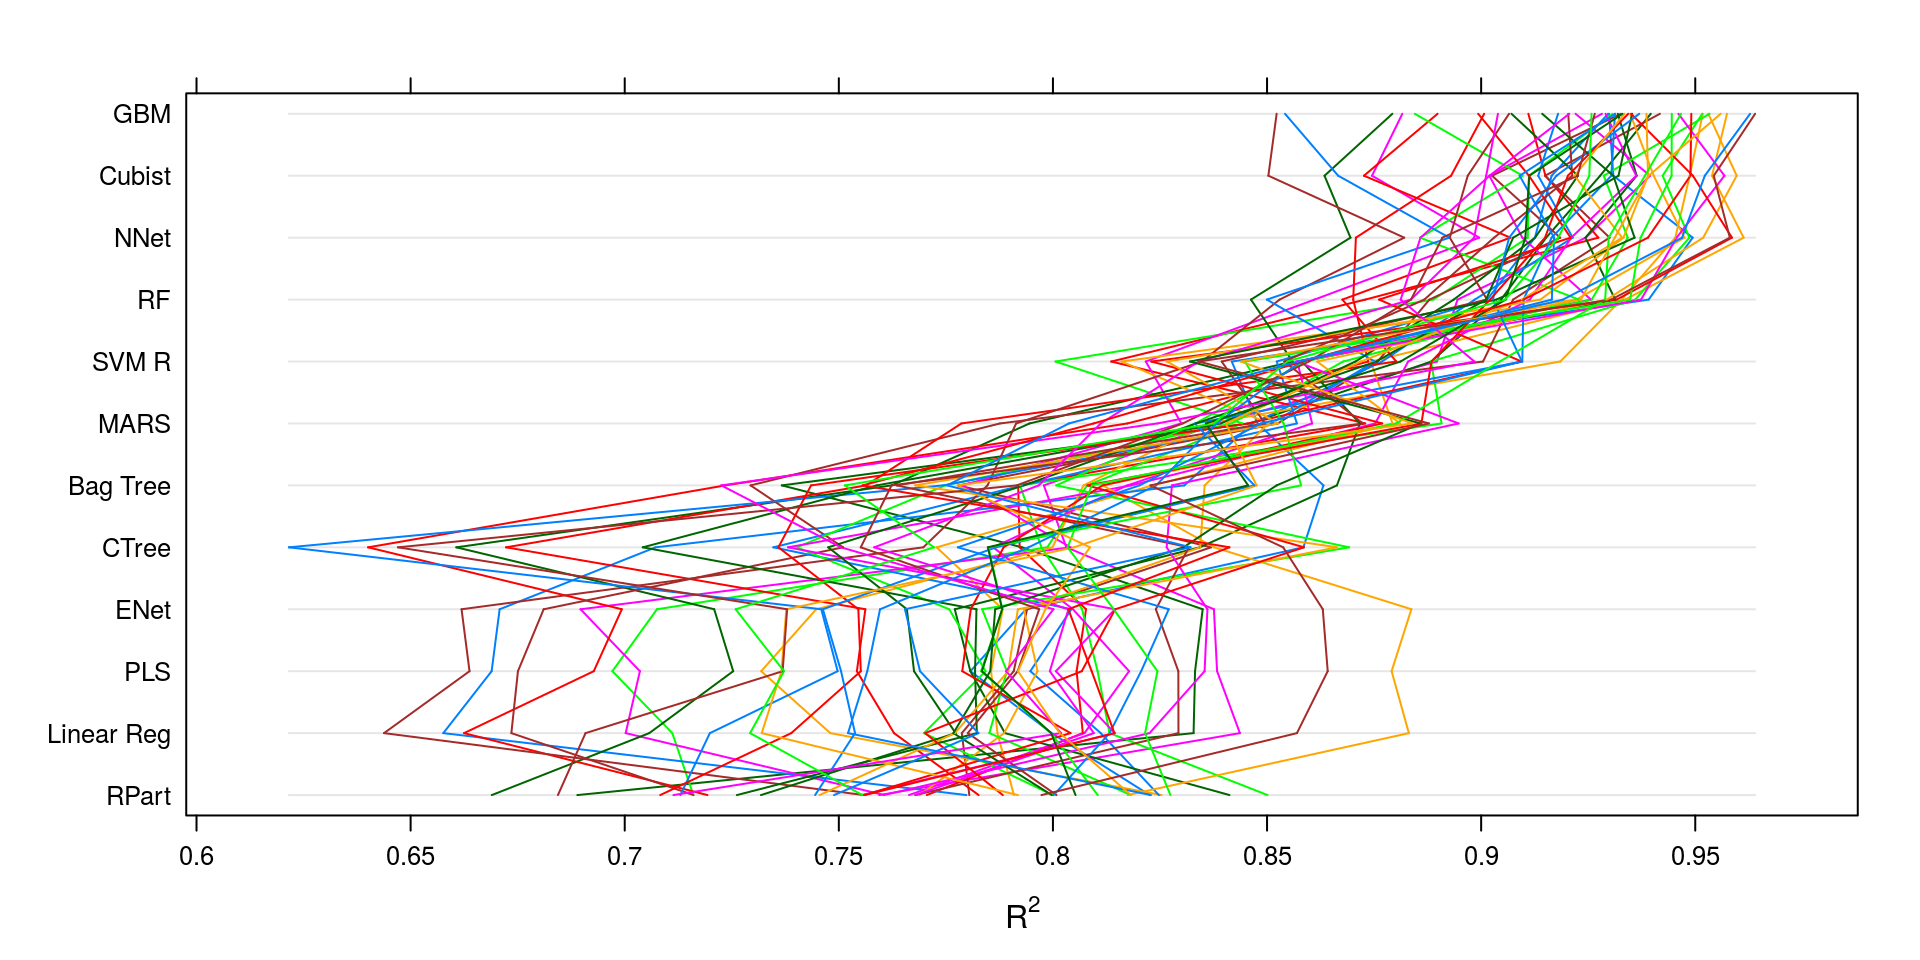 GBM
Cubist
NNet
RF
SVM R
MARS
Bag Tree
CTree
ENet
PLS
Linear Reg
RPart
0.6 0.65 0.7 0.75 0.8 0.85 0.9 0.95
R²